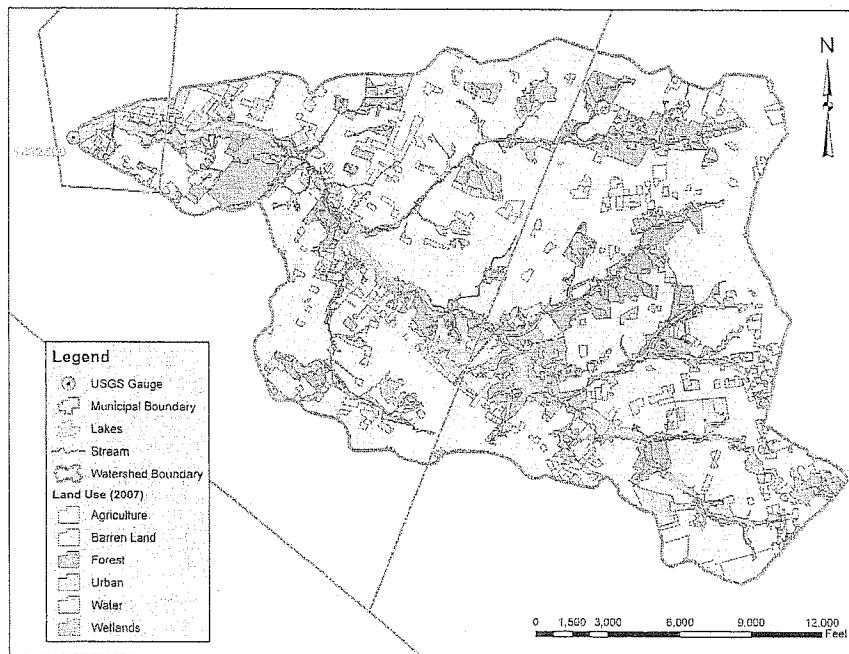 N
Legend
USGS Gauge
Municipal Boundary
Lakes
Stream
Watershed Boundary
Land Use (2007)
Agriculture
Barren Land
Forest
Urban
Water
Wetlands
0 1,500 3,000 6,000 9,000 12,000
Feet